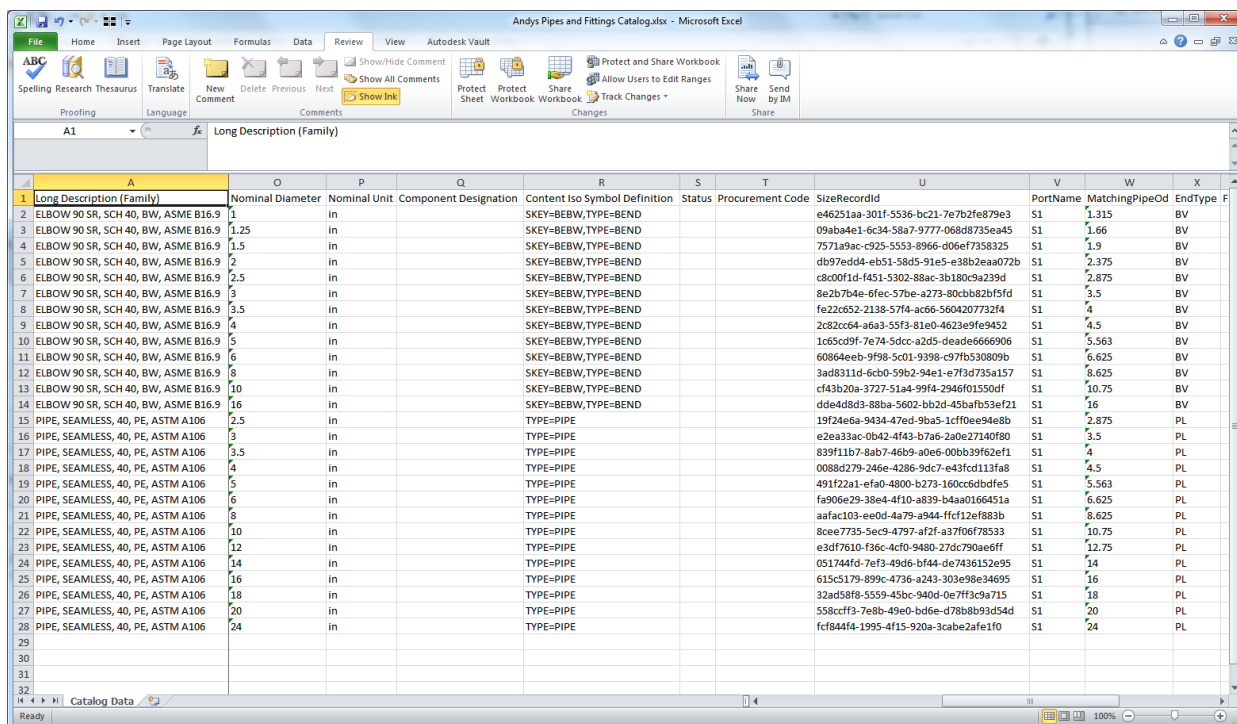 Andys Pipes and Fittings Catalog.xlsx - Microsoft Excel
File Home Insert Page Layout Formulas Data Review View Autodesk Vault
ABC Show/Hide Comment Protect and Share Workbook
Show All Comments Allow Users to Edit Ranges
Show Ink Track Changes
Spelling Research Thesaurus Translate New Comment Delete Previous Next Protect Sheet Protect Workbook Share Workbook Share Now Send by IM
Proofing Language Comments Changes Share
A1 fx Long Description (Family)
A O P Q R S T U V W X
1 Long Description (Family) Nominal Diameter Nominal Unit Component Designation Content Iso Symbol Definition Status Procurement Code SizeRecordId PortName MatchingPipeOd EndType F
2 ELBOW 90 SR, SCH 40, BW, ASME B16.9 1 in SKEY=BEBW,TYPE=BEND e46251aa-301f-5536-bc21-7e7b2fe879e3 S1 1.315 BV
3 ELBOW 90 SR, SCH 40, BW, ASME B16.9 1.25 in SKEY=BEBW,TYPE=BEND 09aba4e1-6c34-58a7-9777-068d8735ea45 S1 1.66 BV
4 ELBOW 90 SR, SCH 40, BW, ASME B16.9 1.5 in SKEY=BEBW,TYPE=BEND 7571a9ac-c925-5553-8966-d06ef7358325 S1 1.9 BV
5 ELBOW 90 SR, SCH 40, BW, ASME B16.9 2 in SKEY=BEBW,TYPE=BEND db97edd4-eb51-58d5-91e5-e38b2eaa072b S1 2.375 BV
6 ELBOW 90 SR, SCH 40, BW, ASME B16.9 2.5 in SKEY=BEBW,TYPE=BEND c8c00f1d-f451-5302-88ac-3b180c9a239d S1 2.875 BV
7 ELBOW 90 SR, SCH 40, BW, ASME B16.9 3 in SKEY=BEBW,TYPE=BEND 8e2b7b4e-6fec-57be-a273-80cbb82bf5fd S1 3.5 BV
8 ELBOW 90 SR, SCH 40, BW, ASME B16.9 3.5 in SKEY=BEBW,TYPE=BEND fe22c652-2138-57f4-ac66-5604207732f4 S1 4 BV
9 ELBOW 90 SR, SCH 40, BW, ASME B16.9 4 in SKEY=BEBW,TYPE=BEND 2c82cc64-a6a3-55f3-81e0-4623e9fe9452 S1 4.5 BV
10 ELBOW 90 SR, SCH 40, BW, ASME B16.9 5 in SKEY=BEBW,TYPE=BEND 1c65cd9f-7e74-5dcc-a2d5-deade6666906 S1 5.563 BV
11 ELBOW 90 SR, SCH 40, BW, ASME B16.9 6 in SKEY=BEBW,TYPE=BEND 60864eeb-9f98-5c01-9398-c97fb530809b S1 6.625 BV
12 ELBOW 90 SR, SCH 40, BW, ASME B16.9 8 in SKEY=BEBW,TYPE=BEND 3ad8311d-6cb0-59b2-94e1-e7f3d735a157 S1 8.625 BV
13 ELBOW 90 SR, SCH 40, BW, ASME B16.9 10 in SKEY=BEBW,TYPE=BEND cf43b20a-3727-51a4-99f4-2946f01550df S1 10.75 BV
14 ELBOW 90 SR, SCH 40, BW, ASME B16.9 16 in SKEY=BEBW,TYPE=BEND dde4d8d3-88ba-5602-bb2d-45bafb53ef21 S1 16 BV
15 PIPE, SEAMLESS, 40, PE, ASTM A106 2.5 in TYPE=PIPE 19f24e6a-9434-47ed-9ba5-1cff0ee94e8b S1 2.875 PL
16 PIPE, SEAMLESS, 40, PE, ASTM A106 3 in TYPE=PIPE e2ea33ac-0b42-4f43-b7a6-2a0e27140f80 S1 3.5 PL
17 PIPE, SEAMLESS, 40, PE, ASTM A106 3.5 in TYPE=PIPE 839f11b7-8ab7-46b9-a0e6-00bb39f62ef1 S1 4 PL
18 PIPE, SEAMLESS, 40, PE, ASTM A106 4 in TYPE=PIPE 0088d279-246e-4286-9dc7-e43fcd113fa8 S1 4.5 PL
19 PIPE, SEAMLESS, 40, PE, ASTM A106 5 in TYPE=PIPE 491f22a1-efa0-4800-b273-160cc6dbdfe5 S1 5.563 PL
20 PIPE, SEAMLESS, 40, PE, ASTM A106 6 in TYPE=PIPE fa906e29-38e4-4f10-a839-b4aa0166451a S1 6.625 PL
21 PIPE, SEAMLESS, 40, PE, ASTM A106 8 in TYPE=PIPE aafac103-ee0d-4a79-a944-ffcf12ef883b S1 8.625 PL
22 PIPE, SEAMLESS, 40, PE, ASTM A106 10 in TYPE=PIPE 8cee7735-5ec9-4797-af2f-a37f06f78533 S1 10.75 PL
23 PIPE, SEAMLESS, 40, PE, ASTM A106 12 in TYPE=PIPE e3df7610-f36c-4cf0-9480-27dc790ae6ff S1 12.75 PL
24 PIPE, SEAMLESS, 40, PE, ASTM A106 14 in TYPE=PIPE 051744fd-7ef3-49d6-bf44-de7436152e95 S1 14 PL
25 PIPE, SEAMLESS, 40, PE, ASTM A106 16 in TYPE=PIPE 615c5179-899c-4736-a243-303e98e34695 S1 16 PL
26 PIPE, SEAMLESS, 40, PE, ASTM A106 18 in TYPE=PIPE 32ad58f8-5559-45bc-940d-0e7ff3c9a715 S1 18 PL
27 PIPE, SEAMLESS, 40, PE, ASTM A106 20 in TYPE=PIPE 558ccff3-7e8b-49e0-bd6e-d78b8b93d54d S1 20 PL
28 PIPE, SEAMLESS, 40, PE, ASTM A106 24 in TYPE=PIPE fcf844f4-1995-4f15-920a-3cabe2afe1f0 S1 24 PL
29
30
31
32
Catalog Data
Ready 100%